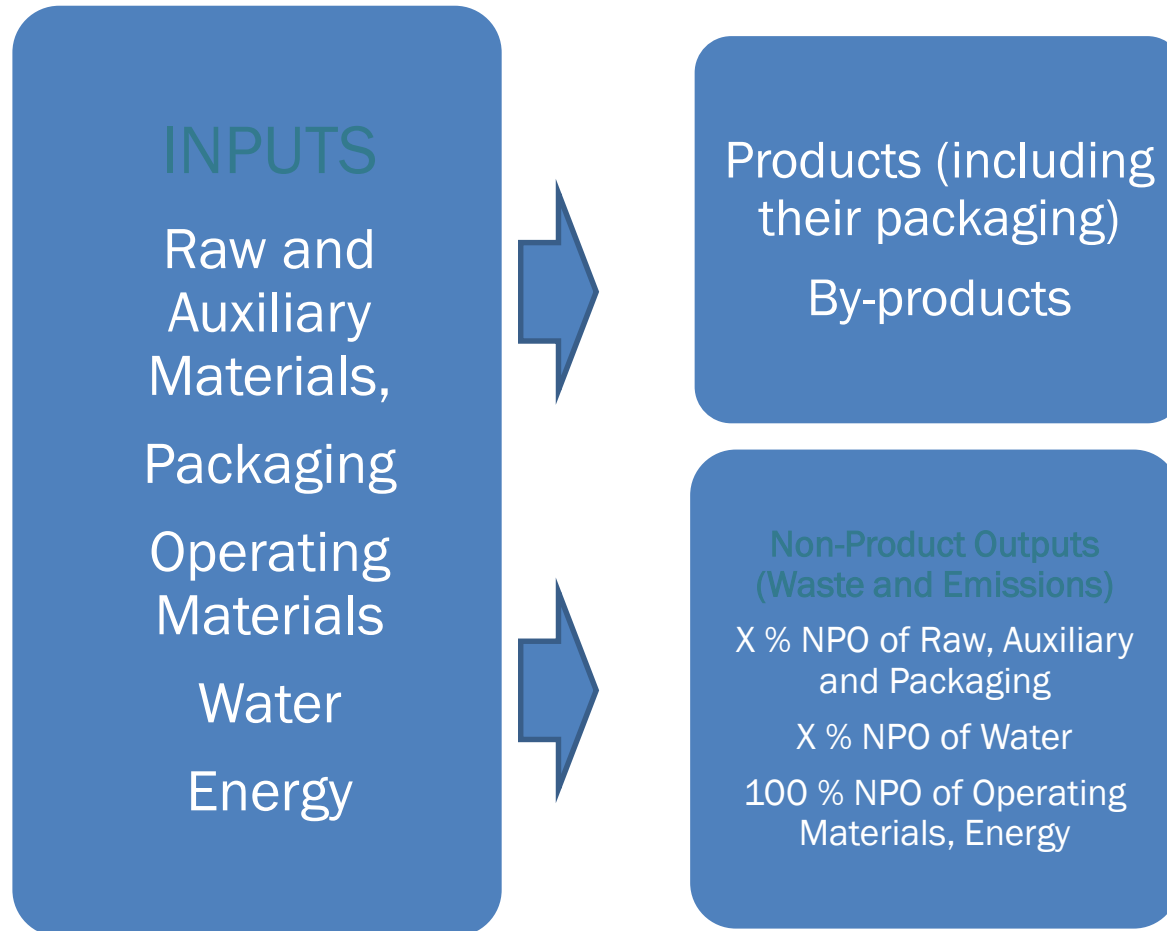 INPUTS
Raw and
Auxiliary
Materials,
Packaging
Operating
Materials
Water
Energy
Products (including
their packaging)
By-products
Non-Product Outputs
(Waste and Emissions)
X % NPO of Raw, Auxiliary
and Packaging
X % NPO of Water
100 % NPO of Operating
Materials, Energy